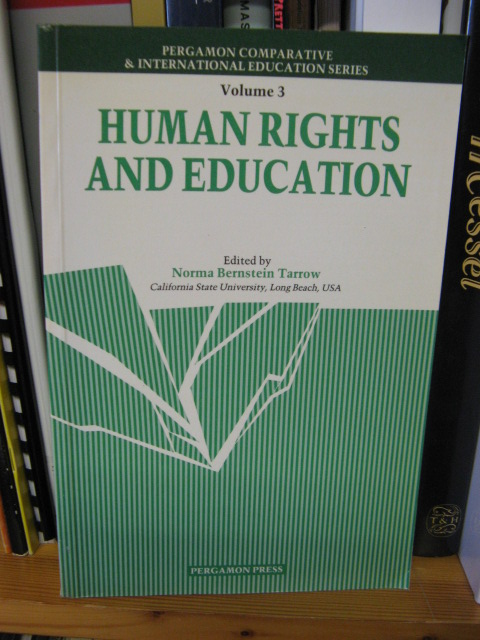 PERGAMON COMPARATIVE
& INTERNATIONAL EDUCATION SERIES
Volume 3
HUMAN RIGHTS
AND EDUCATION
Edited by
Norma Bernstein Tarrow
California State University, Long Beach, USA
PERGAMON PRESS
T & H